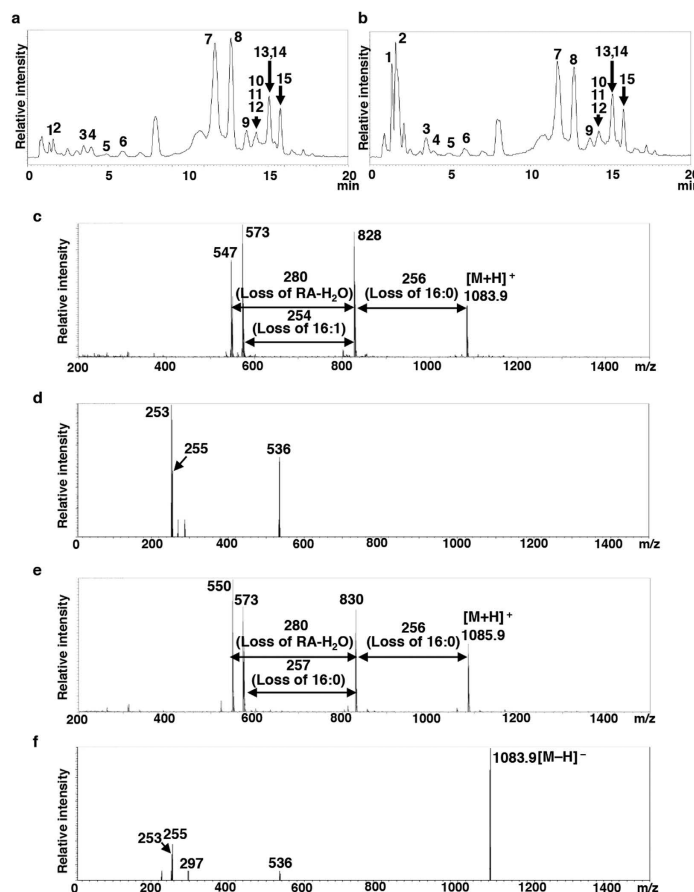 a
Relative intensity
7
8
13,14
10
11
12
15
1
2
3
4
5
6
9
0
5
10
15
20
min
b
Relative intensity
1
2
7
8
13,14
10
11
12
15
3
4
5
6
9
0
5
10
15
20
min
c
Relative intensity
573
547
828
280
(Loss of RA-H₂O)
254
(Loss of 16:1)
256
(Loss of 16:0)
[M+H]⁺
1083.9
200 400 600 800 1000 1200 1400 m/z
d
Relative intensity
253
255
536
0 200 400 600 800 1000 1200 1400 m/z
e
Relative intensity
550
573
830
280
(Loss of RA-H₂O)
257
(Loss of 16:0)
256
(Loss of 16:0)
[M+H]⁺
1085.9
200 400 600 800 1000 1200 1400 m/z
f
Relative intensity
1083.9[M−H]⁻
253
255
297
536
0 200 400 600 800 1000 1200 1400 m/z